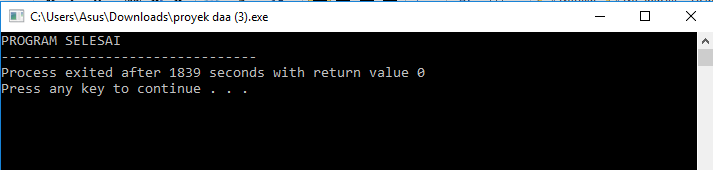 C:\Users\Asus\Downloads\proyek daa (3).exe
PROGRAM SELESAI
--------------------------------
Process exited after 1839 seconds with return value 0
Press any key to continue . . .